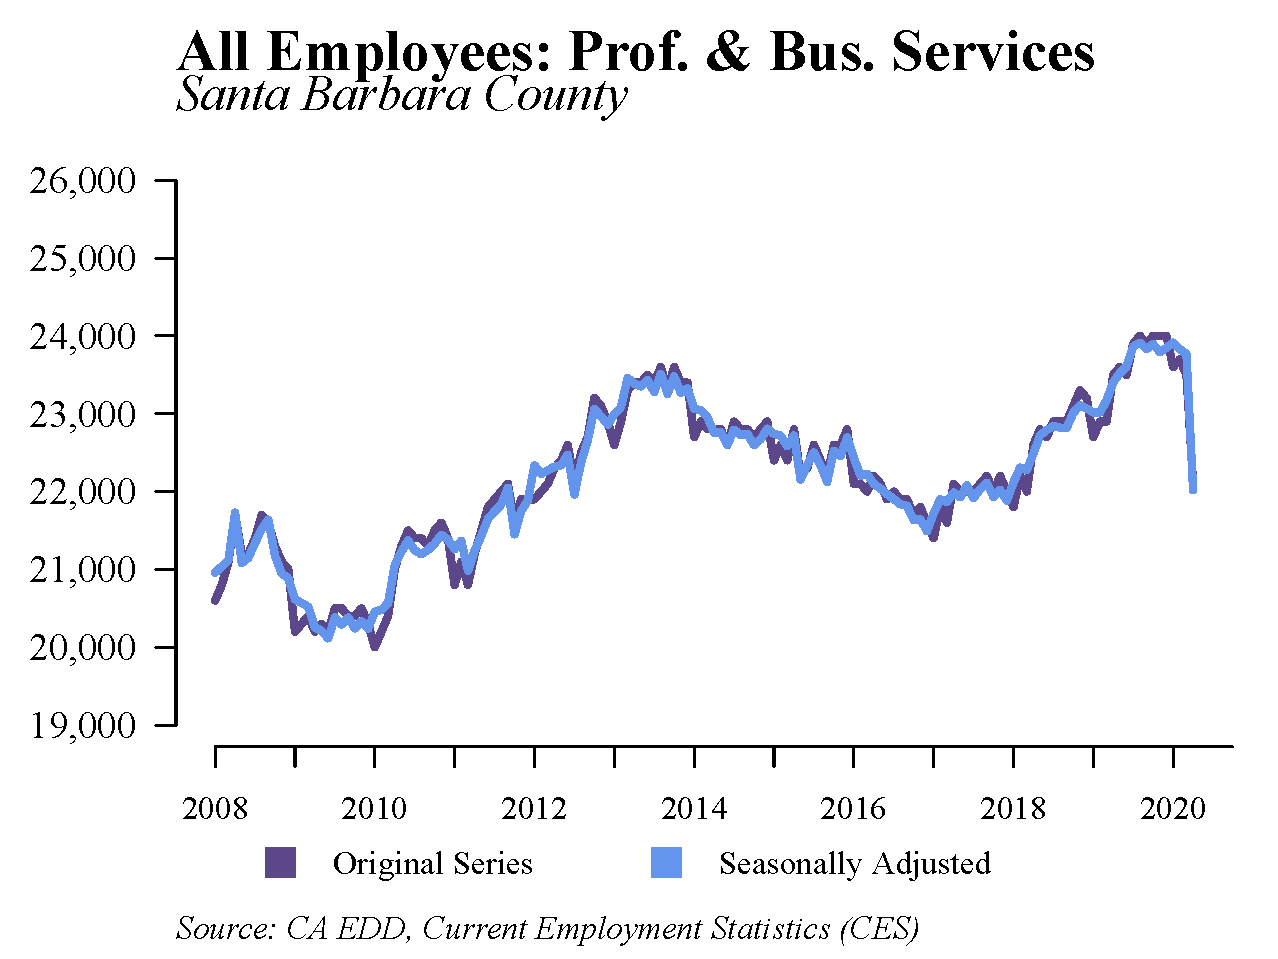 All Employees: Prof. & Bus. Services
Santa Barbara County
26,000
25,000
24,000
23,000
22,000
21,000
20,000
19,000
2008 2010 2012 2014 2016 2018 2020
Original Series Seasonally Adjusted
Source: CA EDD, Current Employment Statistics (CES)